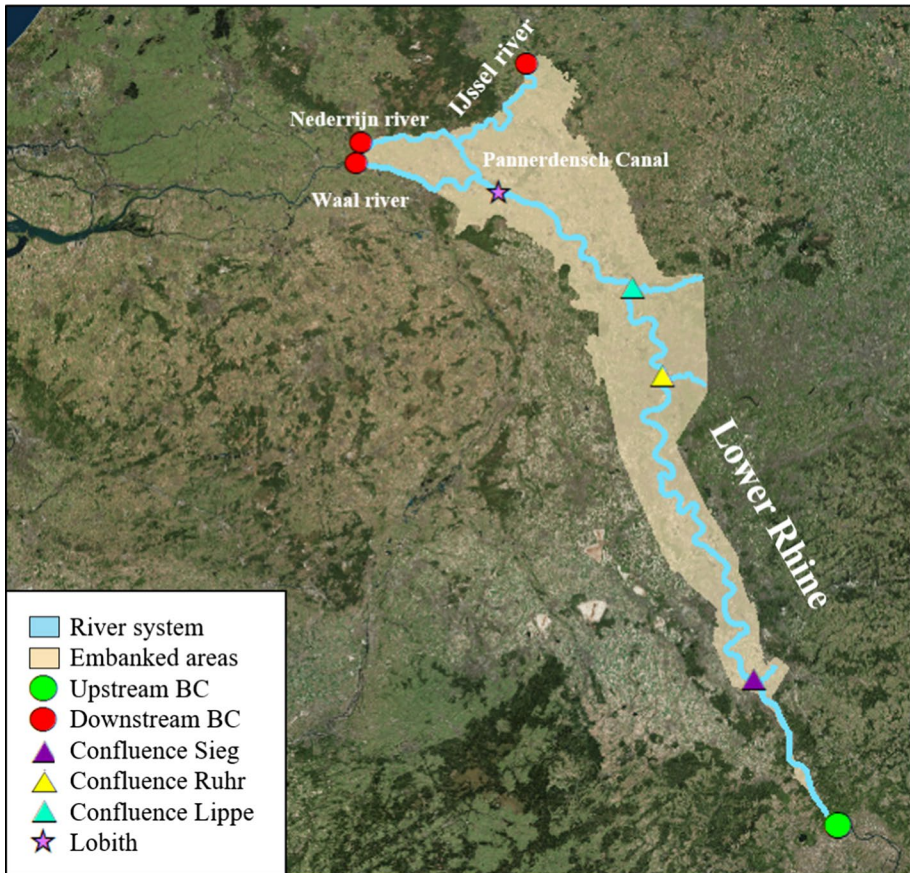 IJssel river
Nederrijn river
Pannerdensch Canal
Waal river
Lower Rhine
River system
Embanked areas
Upstream BC
Downstream BC
Confluence Sieg
Confluence Ruhr
Confluence Lippe
Lobith